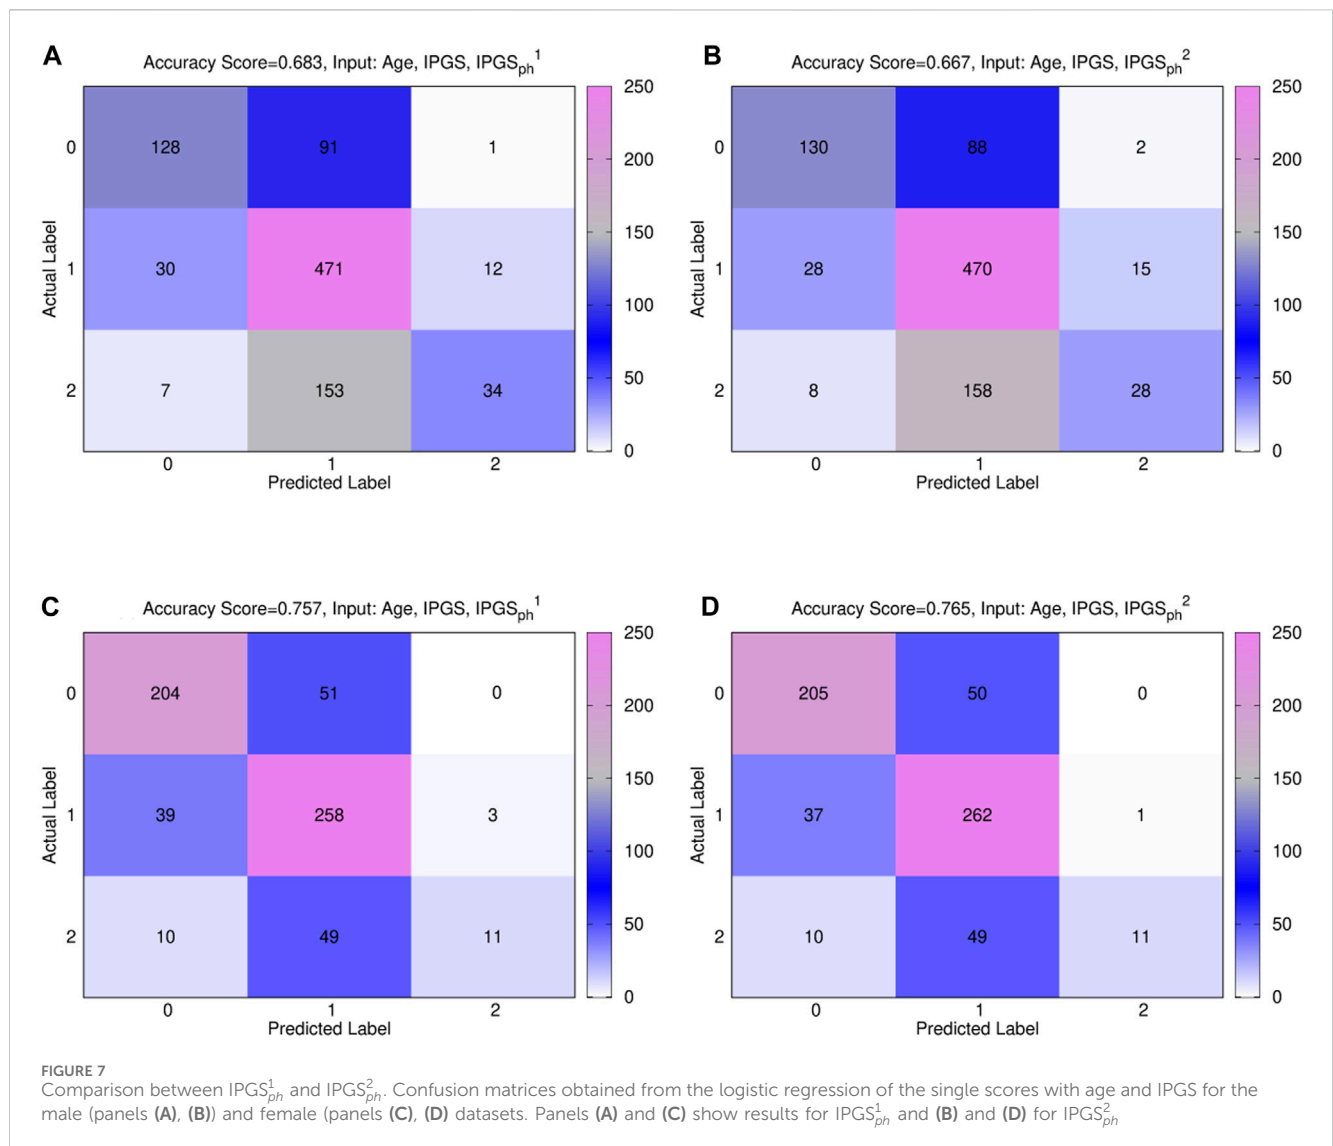 A
Accuracy Score=0.683, Input: Age, IPGS, IPGSph1
0 128 91 1
1 30 471 12
2 7 153 34
0 1 2
Predicted Label
Actual Label
250
200
150
100
50
0
B
Accuracy Score=0.667, Input: Age, IPGS, IPGSph2
0 130 88 2
1 28 470 15
2 8 158 28
0 1 2
Predicted Label
Actual Label
250
200
150
100
50
0
C
Accuracy Score=0.757, Input: Age, IPGS, IPGSph1
0 204 51 0
1 39 258 3
2 10 49 11
0 1 2
Predicted Label
Actual Label
250
200
150
100
50
0
D
Accuracy Score=0.765, Input: Age, IPGS, IPGSph2
0 205 50 0
1 37 262 1
2 10 49 11
0 1 2
Predicted Label
Actual Label
250
200
150
100
50
0
FIGURE 7
Comparison between IPGS1ph and IPGS2ph. Confusion matrices obtained from the logistic regression of the single scores with age and IPGS for the
male (panels (A), (B)) and female (panels (C), (D) datasets. Panels (A) and (C) show results for IPGS1ph and (B) and (D) for IPGS2ph